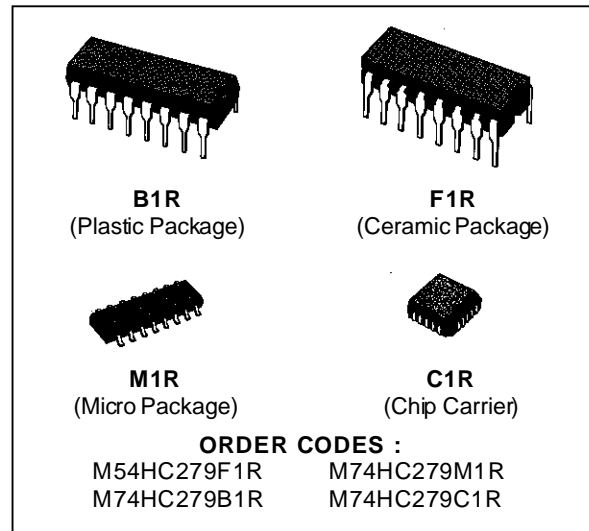 B1R
(Plastic Package)
F1R
(Ceramic Package)
M1R
(Micro Package)
C1R
(Chip Carrier)
ORDER CODES :
M54HC279F1R M74HC279M1R
M74HC279B1R M74HC279C1R